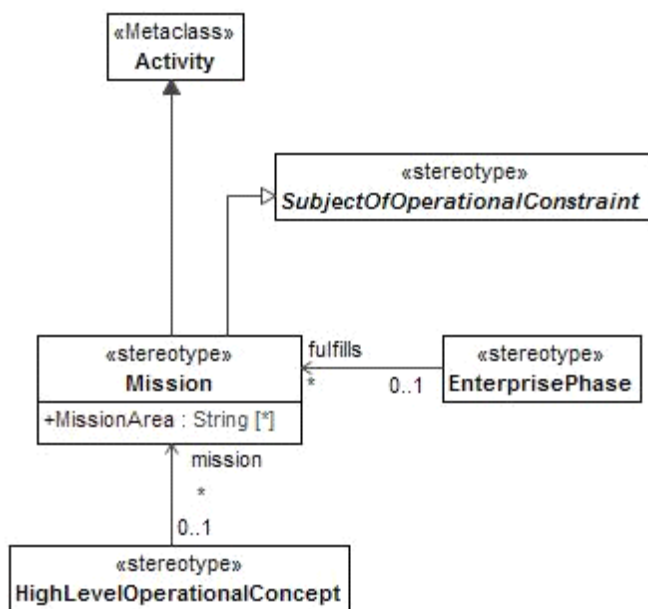 «Metaclass»
Activity
«stereotype»
SubjectOfOperationalConstraint
«stereotype»
Mission
+MissionArea : String [*]
fulfills
*
0..1
«stereotype»
EnterprisePhase
mission
*
0..1
«stereotype»
HighLevelOperationalConcept